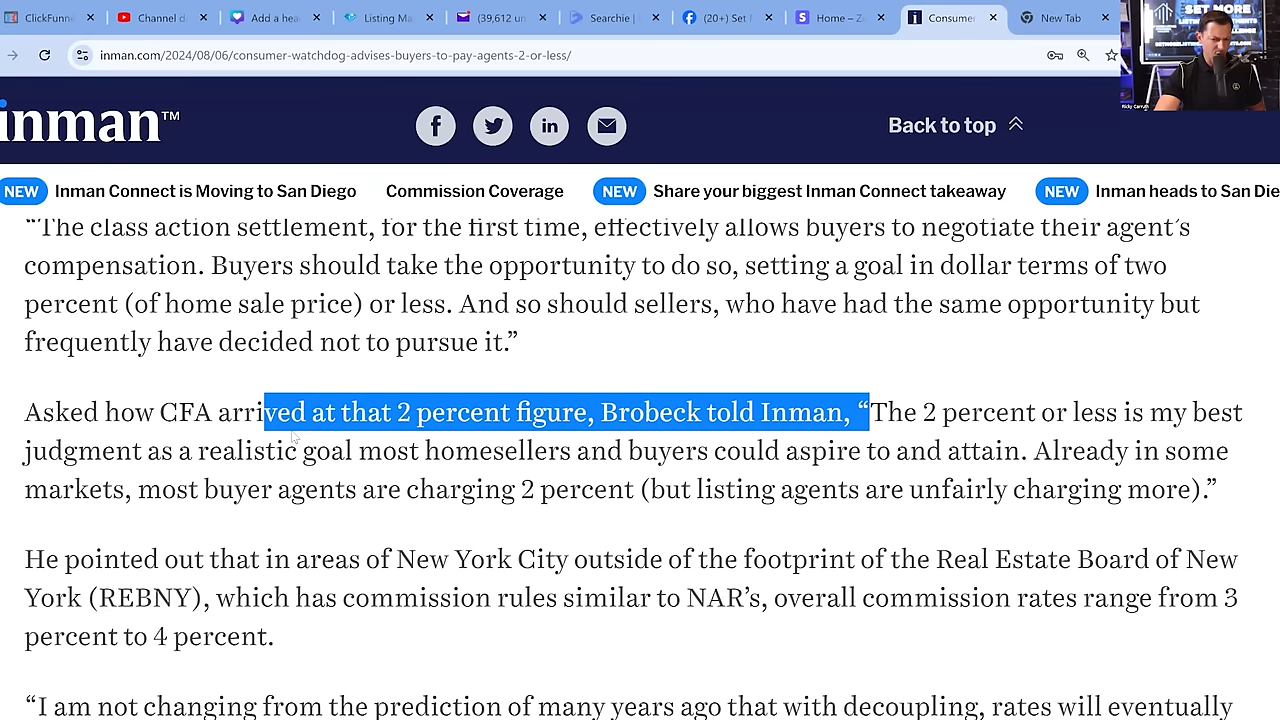 ClickFunne
Channel d
Add a hea
Listing Ma
(39,612 un
Searchie |
(20+) Set
Home – Z
Consumer
New Tab
inman.com/2024/08/06/consumer-watchdog-advises-buyers-to-pay-agents-2-or-less/
SET MORE
Ricky Carruth
inman™
Back to top
NEW Inman Connect is Moving to San Diego Commission Coverage NEW Share your biggest Inman Connect takeaway NEW Inman heads to San Die
“The class action settlement, for the first time, effectively allows buyers to negotiate their agent’s
compensation. Buyers should take the opportunity to do so, setting a goal in dollar terms of two
percent (of home sale price) or less. And so should sellers, who have had the same opportunity but
frequently have decided not to pursue it.”
Asked how CFA arrived at that 2 percent figure, Brobeck told Inman, “The 2 percent or less is my best
judgment as a realistic goal most homesellers and buyers could aspire to and attain. Already in some
markets, most buyer agents are charging 2 percent (but listing agents are unfairly charging more).”
He pointed out that in areas of New York City outside of the footprint of the Real Estate Board of New
York (REBNY), which has commission rules similar to NAR’s, overall commission rates range from 3
percent to 4 percent.
“I am not changing from the prediction of many years ago that with decoupling, rates will eventually